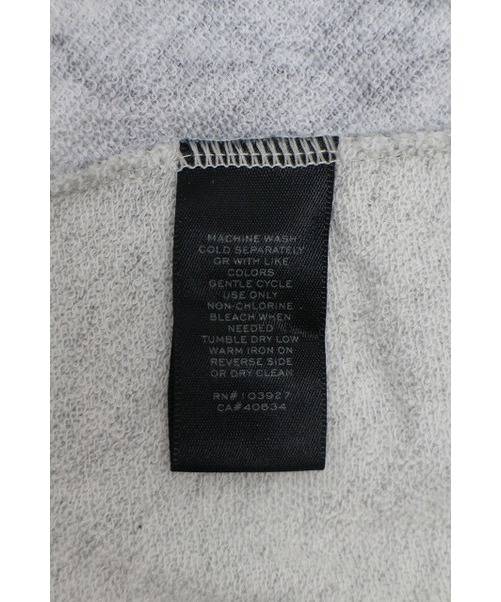 MACHINE WASH
COLD SEPARATELY
OR WITH LIKE
COLORS
GENTLE CYCLE
USE ONLY
NON-CHLORINE
BLEACH WHEN
NEEDED
TUMBLE DRY LOW
WARM IRON ON
REVERSE SIDE
OR DRY CLEAN
RN#103927
CA#40634